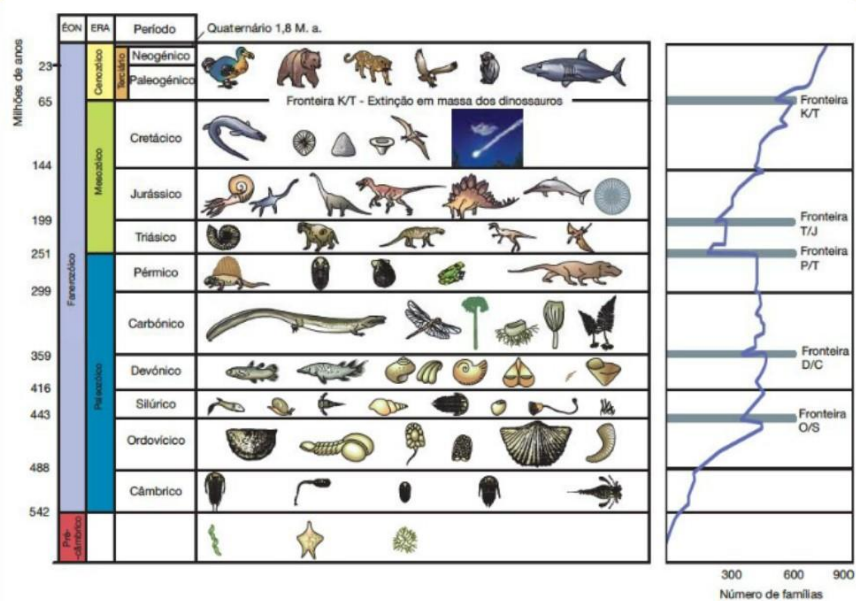 ÉON ERA Período
Quaternário 1,8 M. a.
Milhões de anos
Fanerozóico
Cenozóico
Terciário
Neogénico
23
Paleogénico
65
Fronteira K/T - Extinção em massa dos dinossauros
Fronteira
K/T
Mesozóico
Cretácico
144
Jurássico
199
Fronteira
T/J
Triásico
251
Fronteira
P/T
Paleozóico
Pérmico
299
Carbónico
359
Fronteira
D/C
Devónico
416
Silúrico
443
Fronteira
O/S
Ordovícico
488
Câmbrico
542
Pré-
-câmbrico
300 600 900
Número de famílias